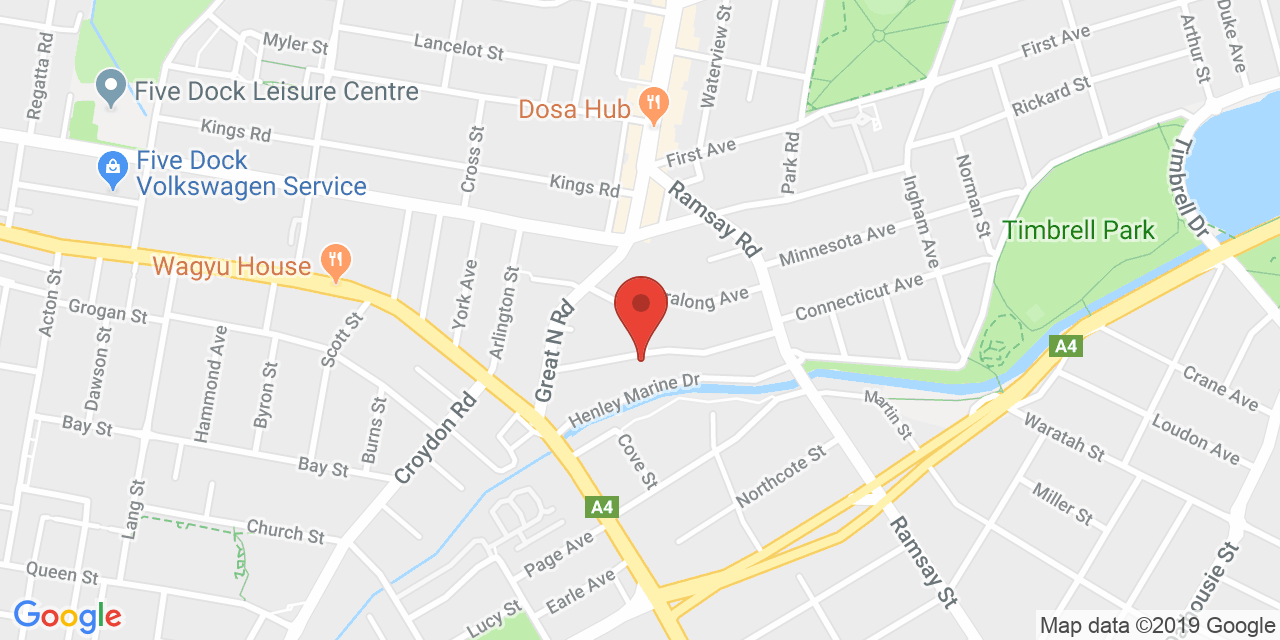 Regatta Rd
Myler St
Lancelot St
Waterview St
First Ave
Arthur St
Duke Ave
Five Dock Leisure Centre
Dosa Hub
Rickard St
Kings Rd
Cross St
First Ave
Park Rd
Five Dock
Volkswagen Service
Kings Rd
Ramsay Rd
Ingham Ave
Norman St
Timbrell Dr
Timbrell Park
Minnesota Ave
Wagyu House
Acton St
Grogan St
York Ave
Arlington St
Great N Rd
Connecticut Ave
Dawson St
Hammond Ave
Byron St
Scott St
A4
Henley Marine Dr
Crane Ave
Bay St
Burns St
Croydon Rd
Martin St
Loudon Ave
Waratah St
Bay St
Cove St
Northcote St
Miller St
Lang St
Church St
A4
Page Ave
Ramsay St
Queen St
Earle Ave
Lucy St
Google
Map data ©2019 Google